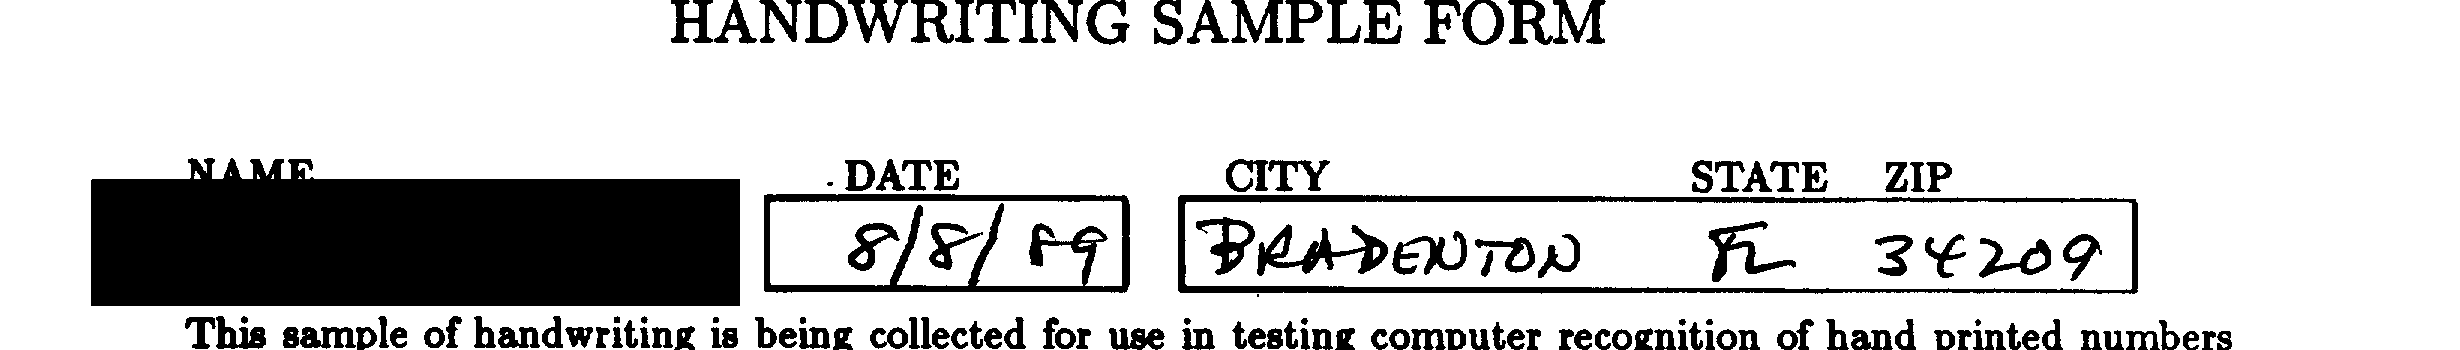 HANDWRITING SAMPLE FORM
NAME DATE CITY STATE ZIP
8/8/89 BRADENTON FL 34209
This sample of handwriting is being collected for use in testing computer recognition of hand printed numbers